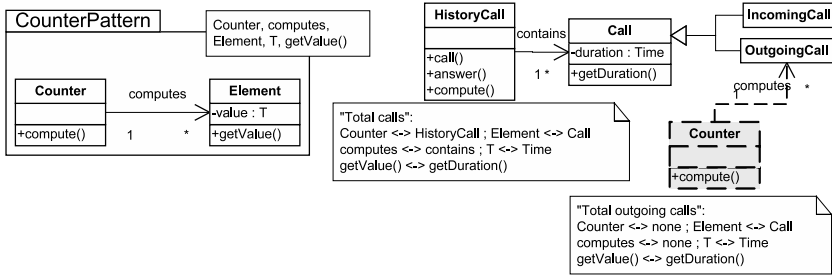 CounterPattern
Counter, computes,
Element, T, getValue()
Counter
+compute()
computes
1
*
Element
-value : T
+getValue()
HistoryCall
+call()
+answer()
+compute()
contains
1 *
Call
-duration : Time
+getDuration()
IncomingCall
OutgoingCall
computes
1
*
Counter
+compute()
"Total calls":
Counter <-> HistoryCall ; Element <-> Call
computes <-> contains ; T <-> Time
getValue() <-> getDuration()
"Total outgoing calls":
Counter <-> none ; Element <-> Call
computes <-> none ; T <-> Time
getValue() <-> getDuration()